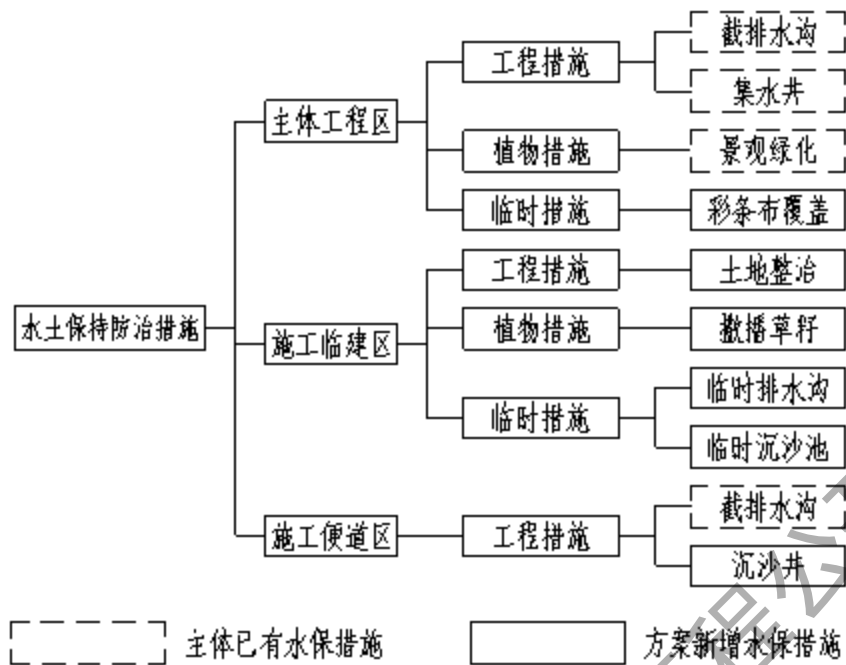 截排水沟
工程措施
集水井
主体工程区
植物措施
景观绿化
临时措施
彩条布覆盖
工程措施
土地整治
水土保持防治措施
施工临建区
植物措施
撒播草籽
临时措施
临时排水沟
临时沉沙池
截排水沟
施工便道区
工程措施
沉沙井
主体已有水保措施
方案新增水保措施
程公